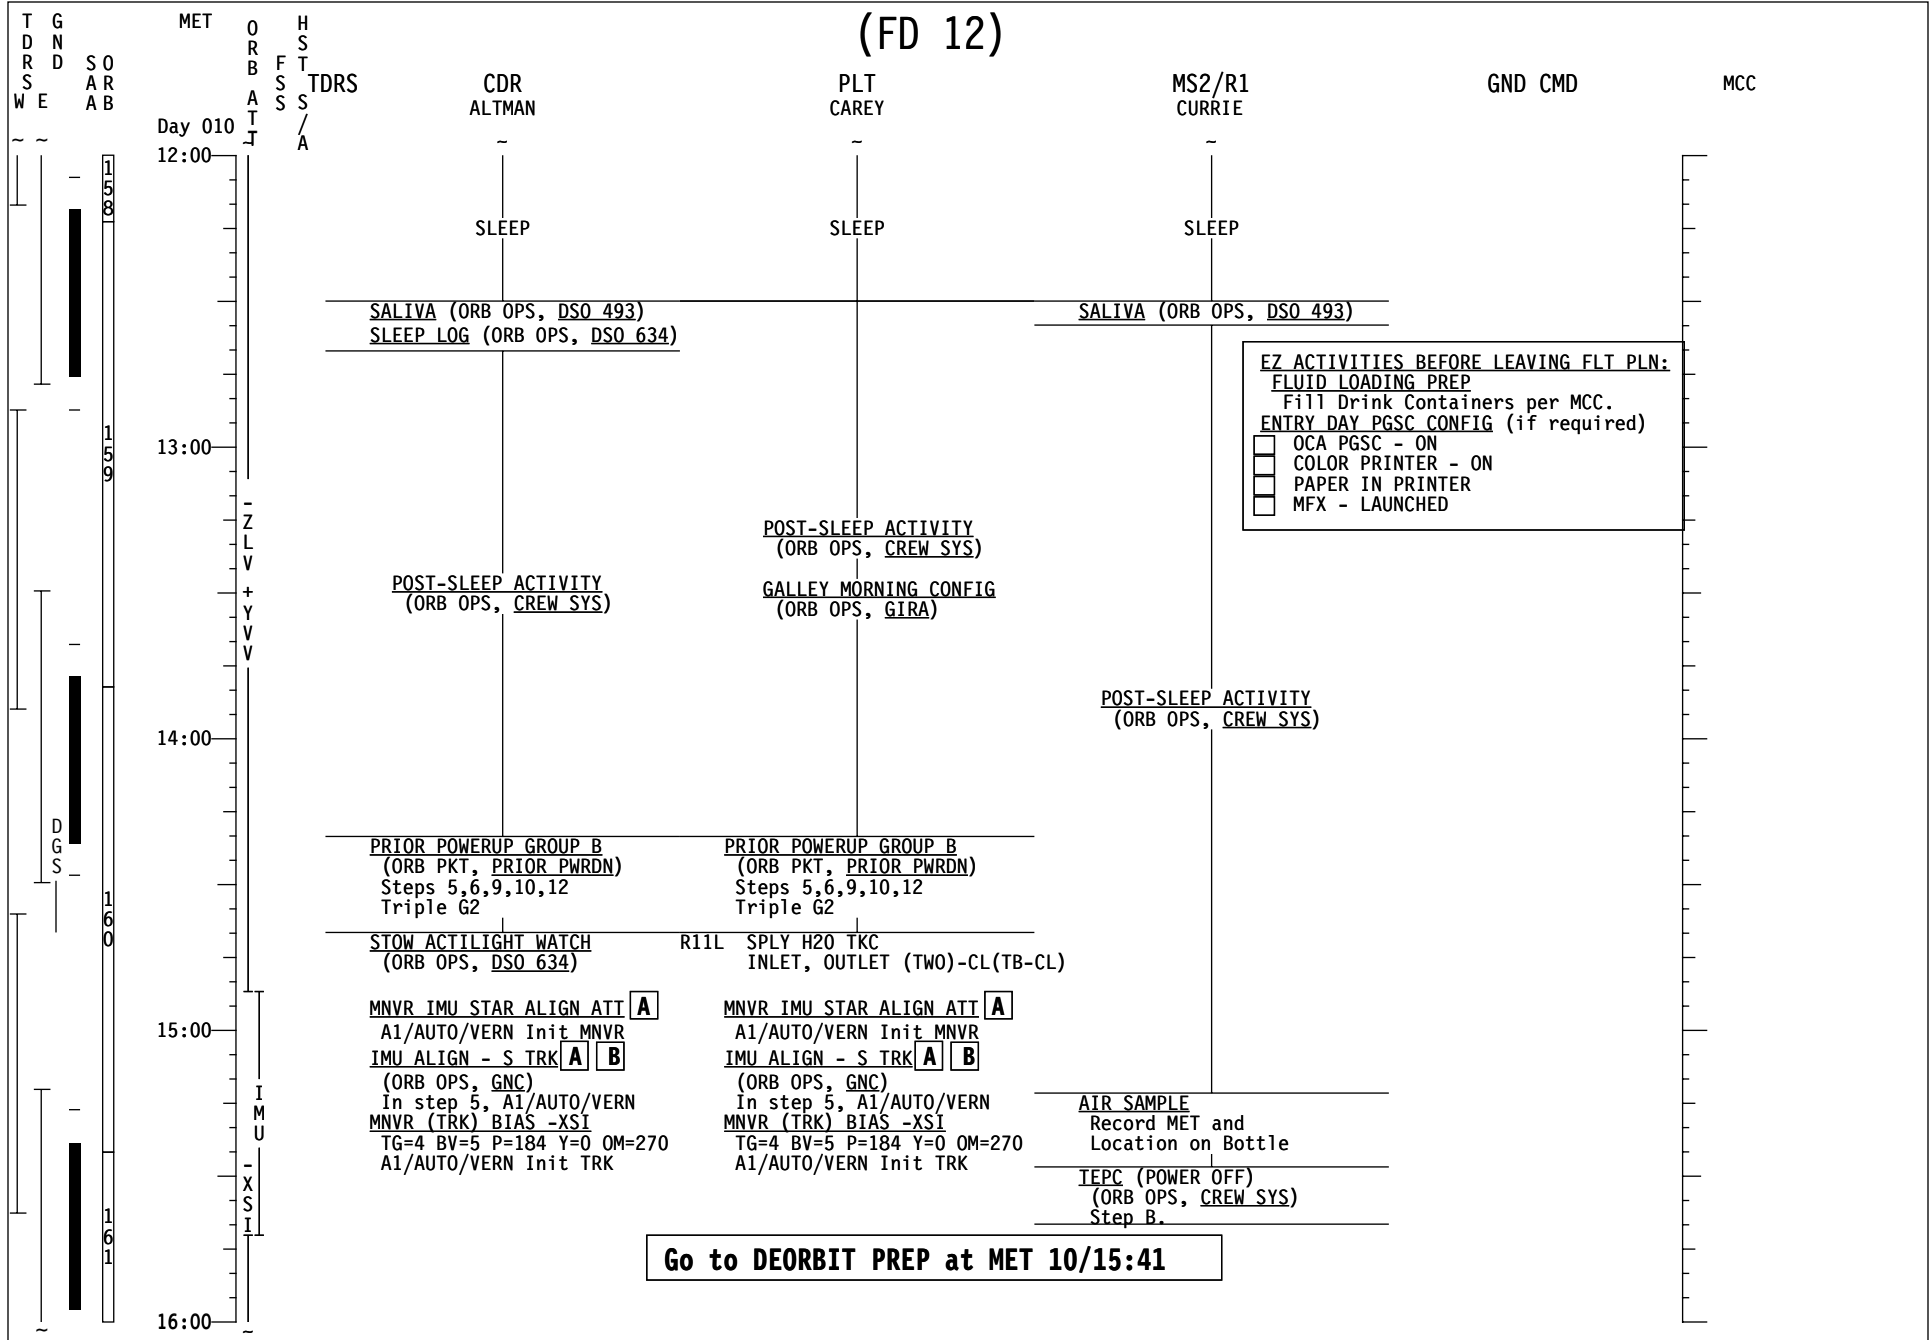 (FD 12)
TDRS W E
GND
SAA
ORB
MET
ORB ATT
FSS
HST S/A
TDRS
CDR
ALTMAN
PLT
CAREY
MS2/R1
CURRIE
GND CMD
MCC
Day 010
~ ~ ~ ~ ~ ~
12:00
158
SLEEP
SLEEP
SLEEP
SALIVA (ORB OPS, DSO 493)
SLEEP LOG (ORB OPS, DSO 634)
SALIVA (ORB OPS, DSO 493)
EZ ACTIVITIES BEFORE LEAVING FLT PLN:
FLUID LOADING PREP
Fill Drink Containers per MCC.
ENTRY DAY PGSC CONFIG (if required)
OCA PGSC - ON
COLOR PRINTER - ON
PAPER IN PRINTER
MFX - LAUNCHED
159
13:00
-ZLV +YVV
POST-SLEEP ACTIVITY
(ORB OPS, CREW SYS)
POST-SLEEP ACTIVITY
(ORB OPS, CREW SYS)
GALLEY MORNING CONFIG
(ORB OPS, GIRA)
POST-SLEEP ACTIVITY
(ORB OPS, CREW SYS)
14:00
DGS
160
PRIOR POWERUP GROUP B
(ORB PKT, PRIOR PWRDN)
Steps 5,6,9,10,12
Triple G2
STOW ACTILIGHT WATCH
(ORB OPS, DSO 634)
MNVR IMU STAR ALIGN ATT A
A1/AUTO/VERN Init MNVR
IMU ALIGN - S TRK A B
(ORB OPS, GNC)
In step 5, A1/AUTO/VERN
MNVR (TRK) BIAS -XSI
TG=4 BV=5 P=184 Y=0 OM=270
A1/AUTO/VERN Init TRK
PRIOR POWERUP GROUP B
(ORB PKT, PRIOR PWRDN)
Steps 5,6,9,10,12
Triple G2
R11L SPLY H20 TKC
INLET, OUTLET (TWO)-CL(TB-CL)
MNVR IMU STAR ALIGN ATT A
A1/AUTO/VERN Init MNVR
IMU ALIGN - S TRK A B
(ORB OPS, GNC)
In step 5, A1/AUTO/VERN
MNVR (TRK) BIAS -XSI
TG=4 BV=5 P=184 Y=0 OM=270
A1/AUTO/VERN Init TRK
15:00
IMU
-XSI
161
AIR SAMPLE
Record MET and
Location on Bottle
TEPC (POWER OFF)
(ORB OPS, CREW SYS)
Step B.
Go to DEORBIT PREP at MET 10/15:41
16:00
~ ~